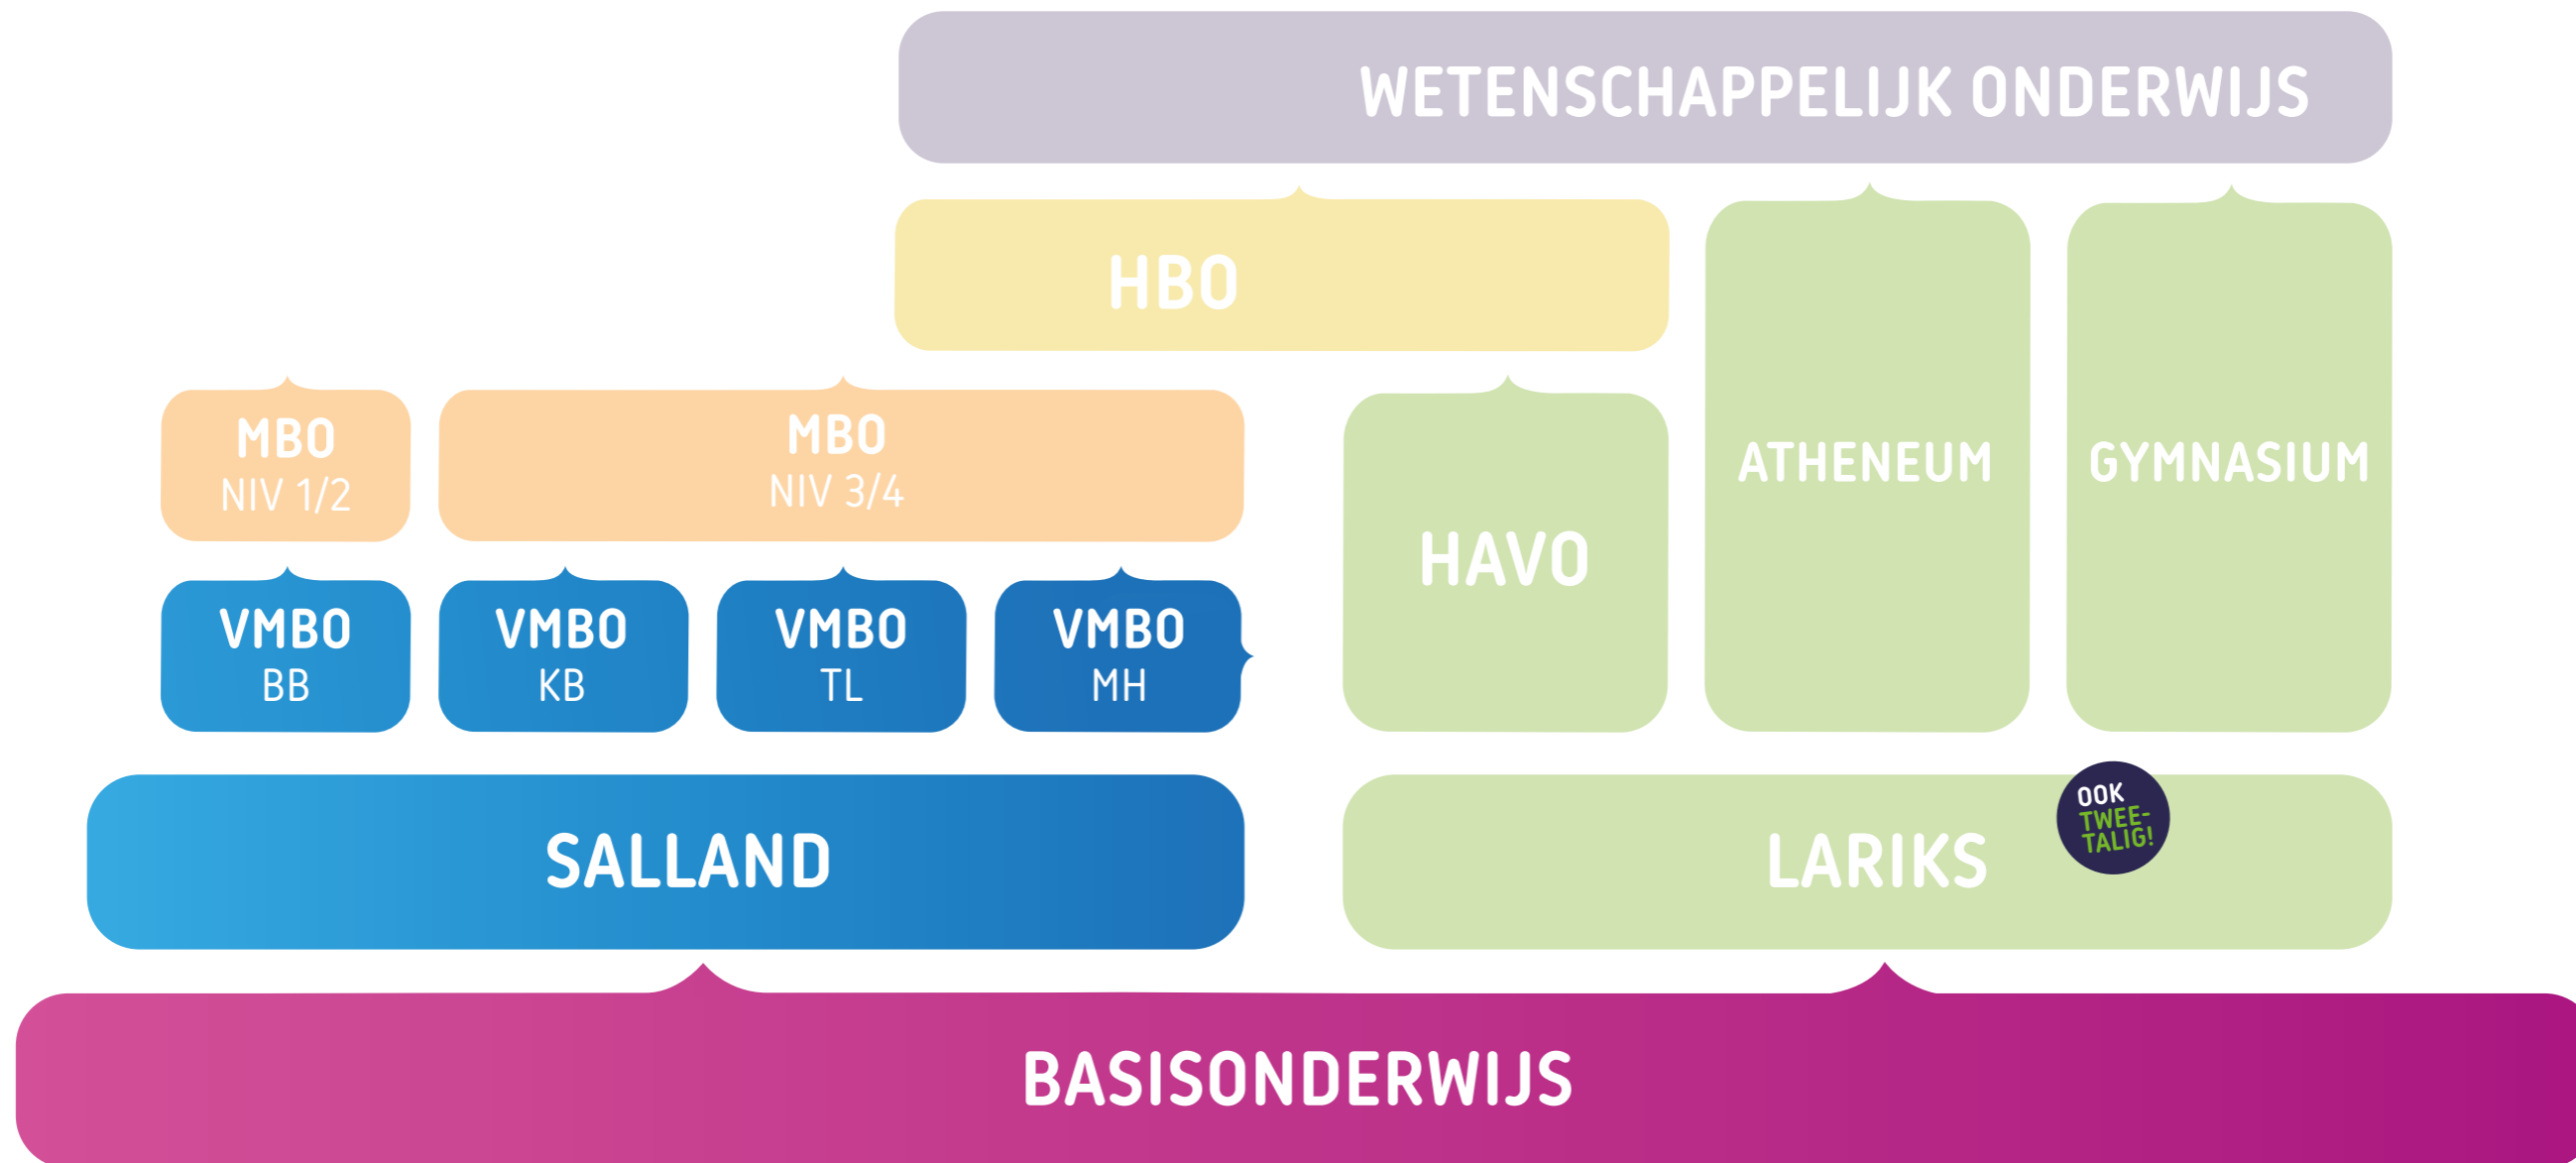 WETENSCHAPPELIJK ONDERWIJS
HBO
MBO
NIV 1/2
MBO
NIV 3/4
HAVO
ATHENEUM
GYMNASIUM
VMBO
BB
VMBO
KB
VMBO
TL
VMBO
MH
SALLAND
LARIKS
OOK
TWEE-
TALIG!
BASISONDERWIJS